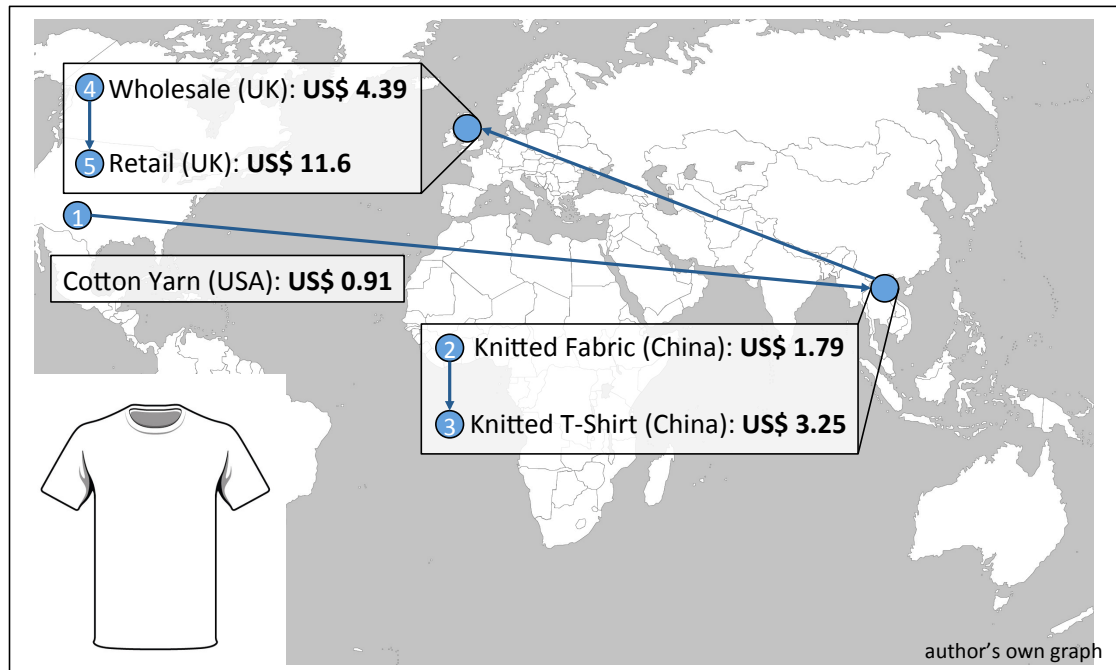 4 Wholesale (UK): US$ 4.39
5 Retail (UK): US$ 11.6
1
Cotton Yarn (USA): US$ 0.91
2 Knitted Fabric (China): US$ 1.79
3 Knitted T-Shirt (China): US$ 3.25
author's own graph